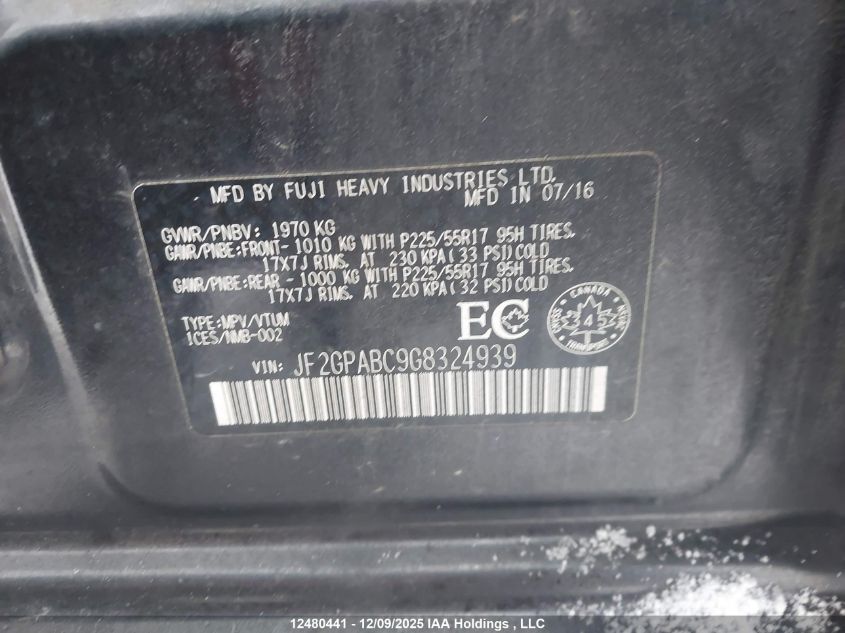 MFD BY FUJI HEAVY INDUSTRIES LTD.
MFD IN 07/16
GVWR/PNBV: 1970 KG
GAWR/PNBE:FRONT- 1010 KG WITH P225/55R17 95H TIRES.
17X7J RIMS. AT 230 KPA(33 PSI)COLD
GAWR/PNBE:REAR - 1000 KG WITH P225/55R17 95H TIRES.
17X7J RIMS. AT 220 KPA(32 PSI)COLD
TYPE:MPV/VTUM
ICES/NMB-002
EC
CANADA
345
VIN: JF2GPABC9G8324939
12480441 - 12/09/2025 IAA Holdings , LLC